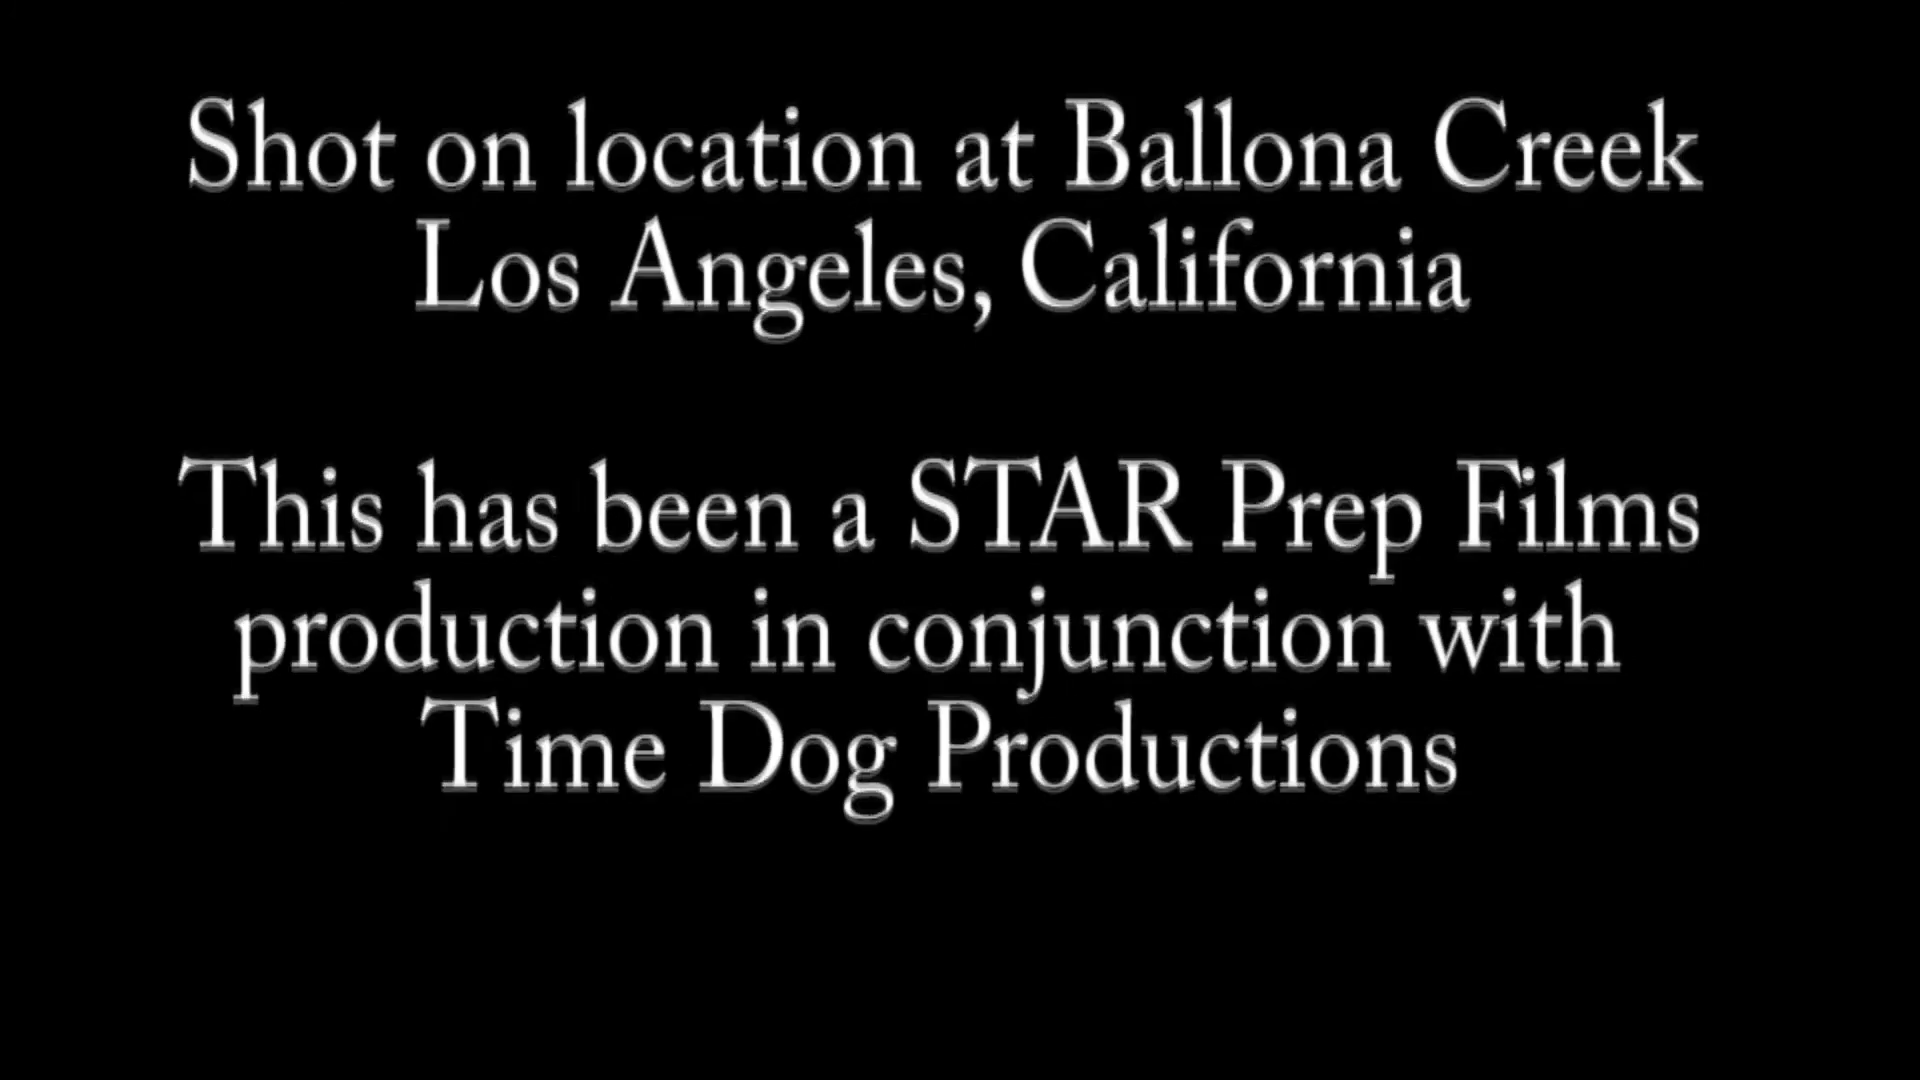 Shot on location at Ballona Creek
Los Angeles, California
This has been a STAR Prep Films
production in conjunction with
Time Dog Productions